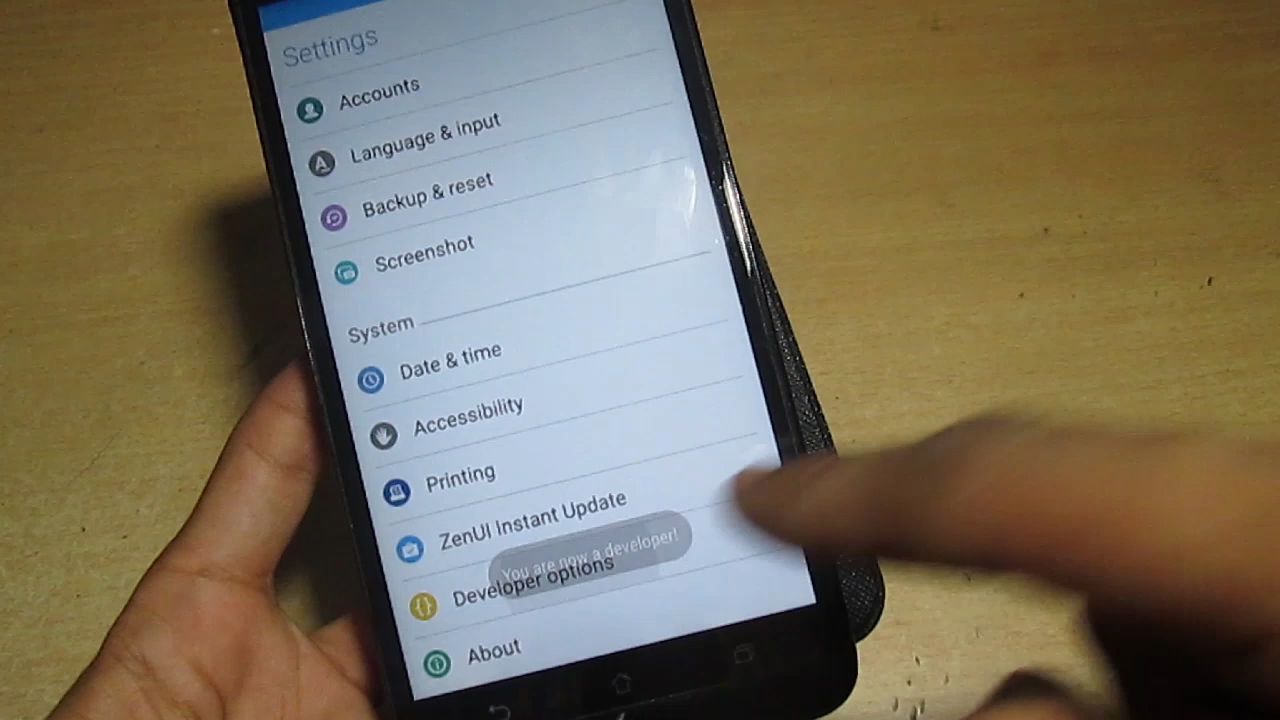 Settings
Accounts
Language & input
Backup & reset
Screenshot
System
Date & time
Accessibility
Printing
ZenUI Instant Update
You are now a developer!
Developer options
About